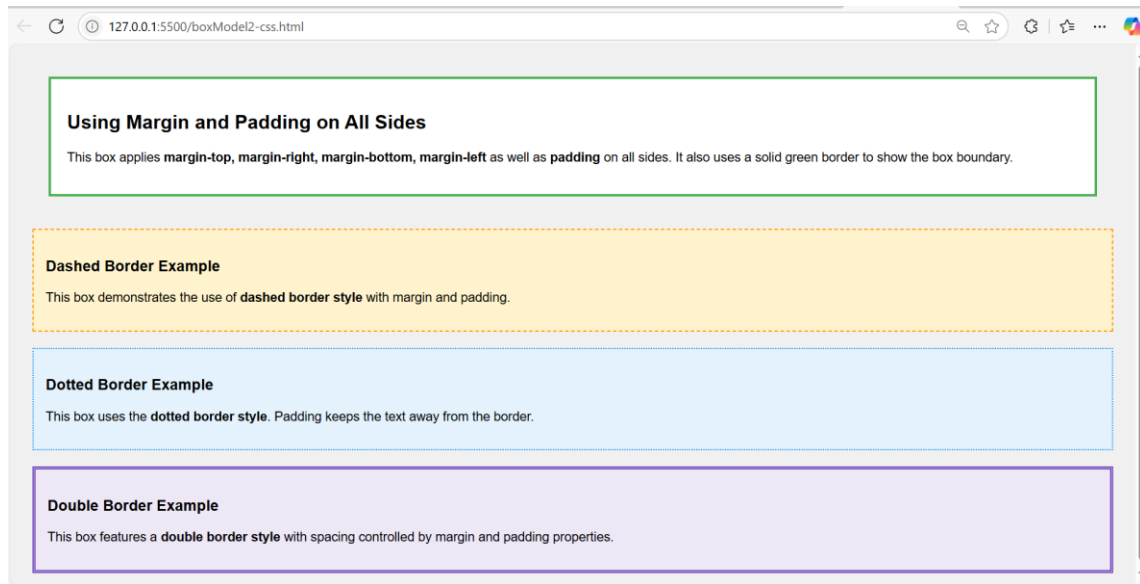 127.0.0.1:5500/boxModel2-css.html
Using Margin and Padding on All Sides
This box applies margin-top, margin-right, margin-bottom, margin-left as well as padding on all sides. It also uses a solid green border to show the box boundary.
Dashed Border Example
This box demonstrates the use of dashed border style with margin and padding.
Dotted Border Example
This box uses the dotted border style. Padding keeps the text away from the border.
Double Border Example
This box features a double border style with spacing controlled by margin and padding properties.